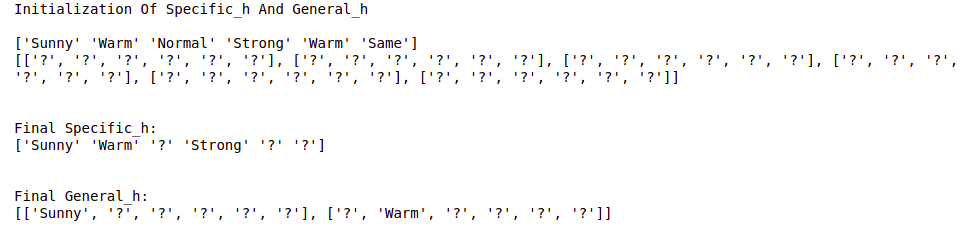 Initialization Of Specific_h And General_h
['Sunny' 'Warm' 'Normal' 'Strong' 'Warm' 'Same']
[['?', '?', '?', '?', '?', '?'], ['?', '?', '?', '?', '?', '?'], ['?', '?', '?', '?', '?', '?'], ['?', '?', '?',
'?', '?', '?'], ['?', '?', '?', '?', '?', '?'], ['?', '?', '?', '?', '?', '?']]
Final Specific_h:
['Sunny' 'Warm' '?' 'Strong' '?' '?']
Final General_h:
[['Sunny', '?', '?', '?', '?', '?'], ['?', 'Warm', '?', '?', '?', '?']]